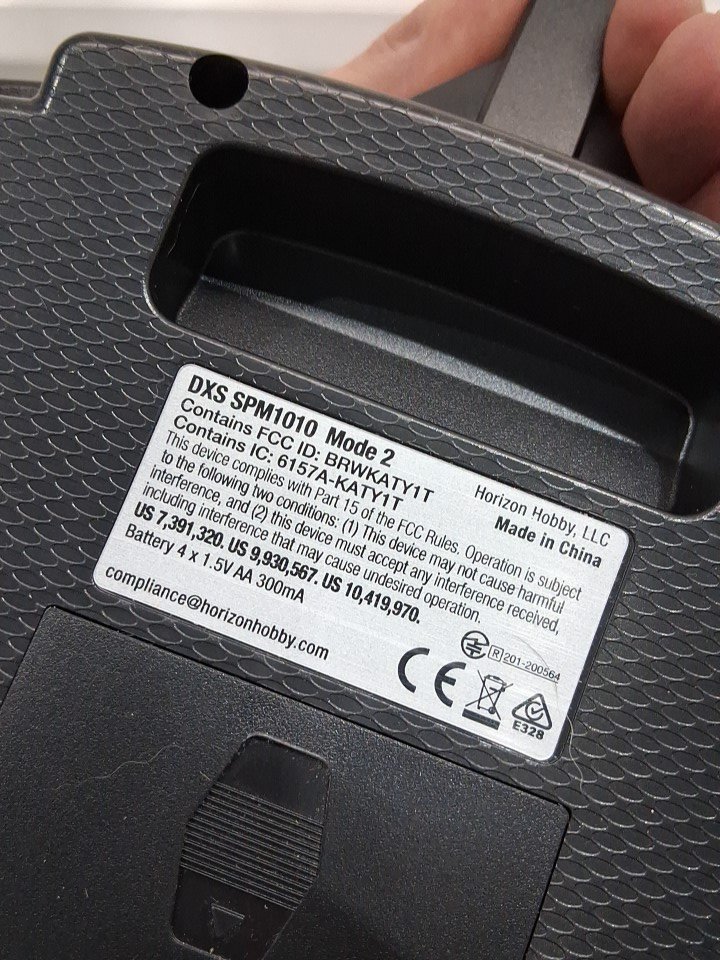 DXS SPM1010 Mode 2
Contains FCC ID: BRWKATY1T
Horizon Hobby, LLC
Contains IC: 6157A-KATY1T
Made in China
This device complies with Part 15 of the FCC Rules. Operation is subject
to the following two conditions: (1) This device may not cause harmful
interference, and (2) this device must accept any interference received,
including interference that may cause undesired operation.
US 7,391,320. US 9,930,567. US 10,419,970.
Battery 4 x 1.5V AA 300mA
compliance@horizonhobby.com
R 201-200564
CE
E328